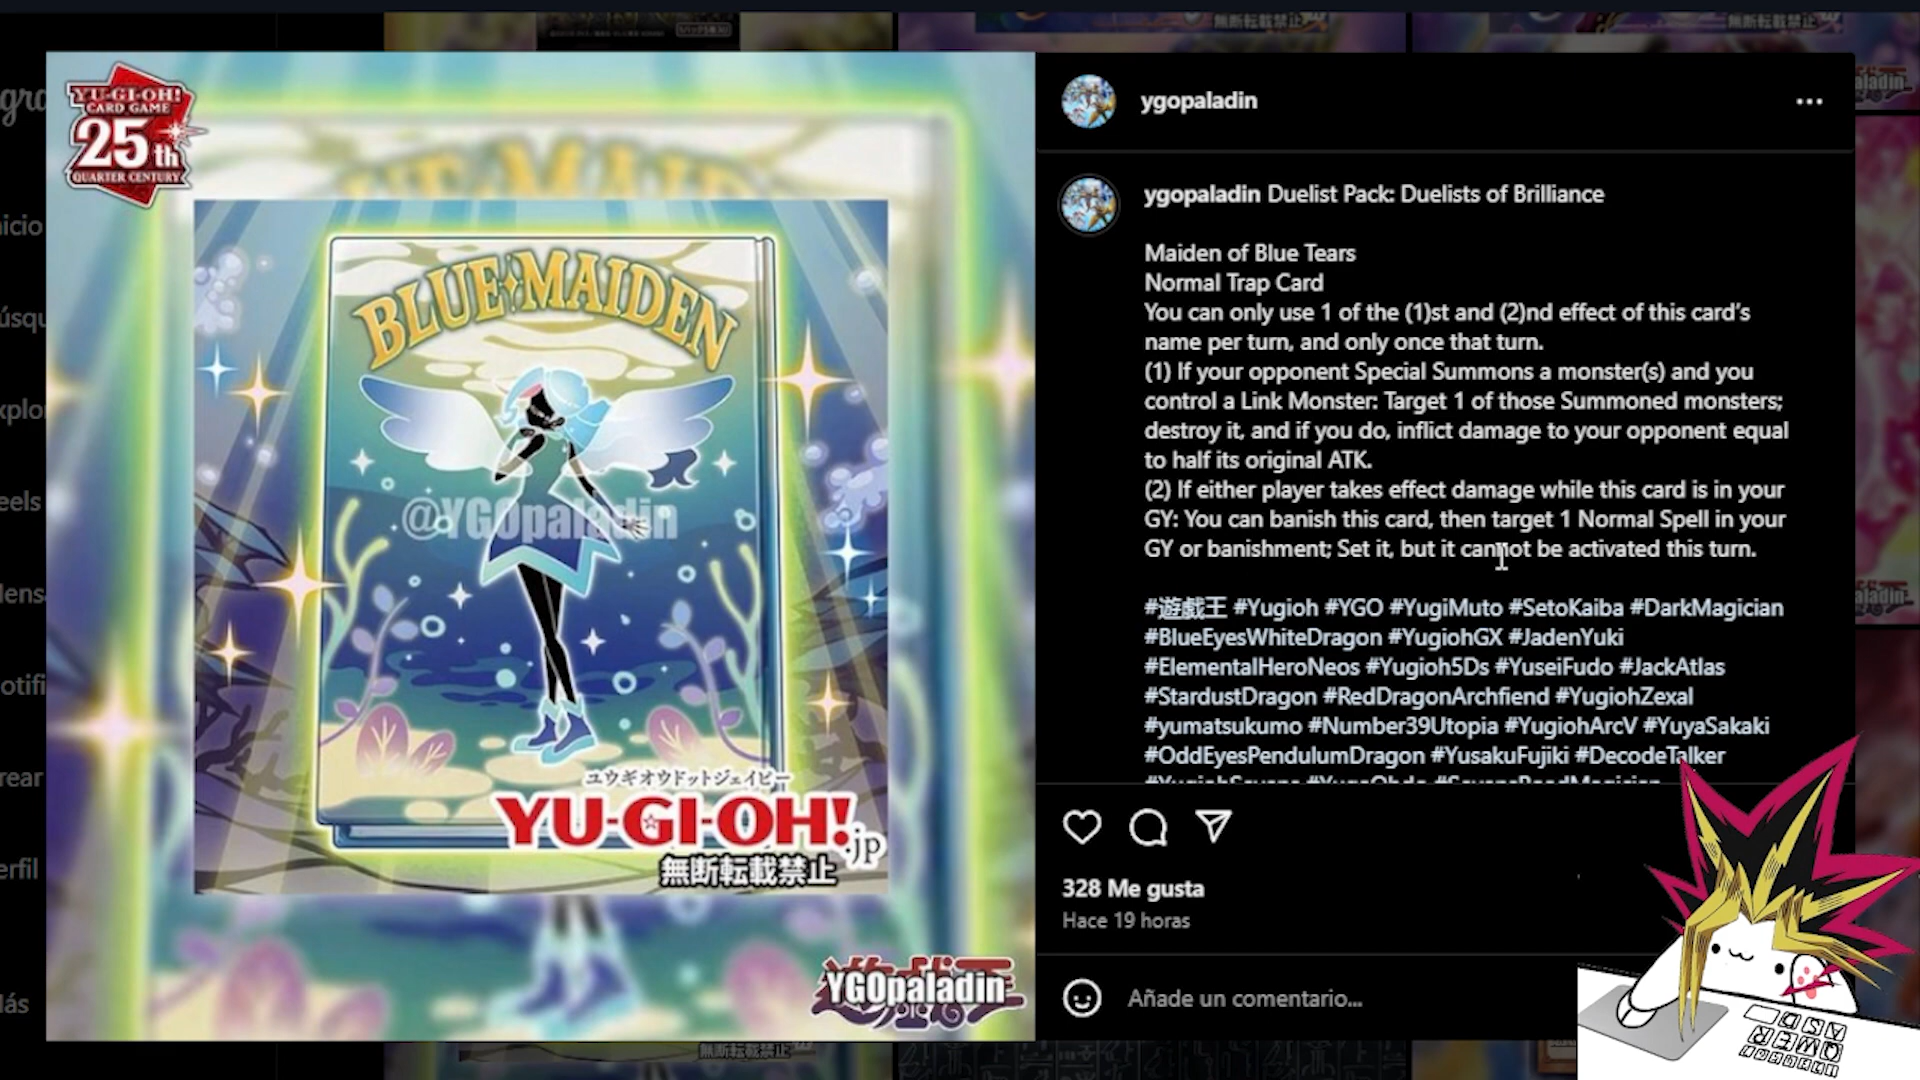 YU-GI-OH!
CARD GAME
25th
QUARTER CENTURY
BLUE MAIDEN
@YGOpaladin
ユウギオウドットジェイピー
YU-GI-OH!
.jp
無断転載禁止
YGOpaladin
ygopaladin
ygopaladin Duelist Pack: Duelists of Brilliance
Maiden of Blue Tears
Normal Trap Card
You can only use 1 of the (1)st and (2)nd effect of this card's
name per turn, and only once that turn.
(1) If your opponent Special Summons a monster(s) and you
control a Link Monster: Target 1 of those Summoned monsters;
destroy it, and if you do, inflict damage to your opponent equal
to half its original ATK.
(2) If either player takes effect damage while this card is in your
GY: You can banish this card, then target 1 Normal Spell in your
GY or banishment; Set it, but it cannot be activated this turn.
#遊戯王 #Yugioh #YGO #YugiMuto #SetoKaiba #DarkMagician
#BlueEyesWhiteDragon #YugiohGX #JadenYuki
#ElementalHeroNeos #Yugioh5Ds #YuseiFudo #JackAtlas
#StardustDragon #RedDragonArchfiend #YugiohZexal
#yumatsukumo #Number39Utopia #YugiohArcV #YuyaSakaki
#OddEyesPendulumDragon #YusakuFujiki #DecodeTalker
328 Me gusta
Hace 19 horas
Añade un comentario...